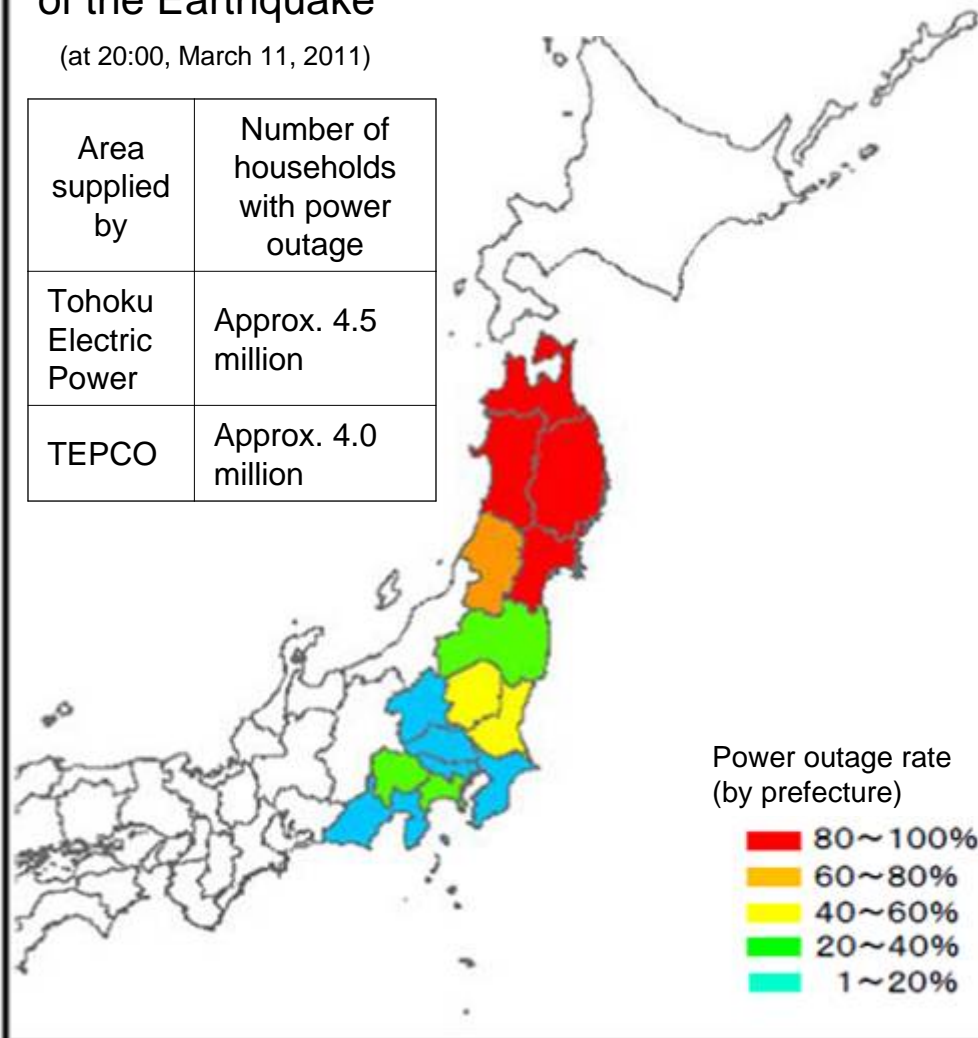 of the Earthquake
(at 20:00, March 11, 2011)
Area
supplied
by
Number of
households
with power
outage
Tohoku
Electric
Power
Approx. 4.5
million
TEPCO
Approx. 4.0
million
Power outage rate
(by prefecture)
80～100%
60～80%
40～60%
20～40%
1～20%